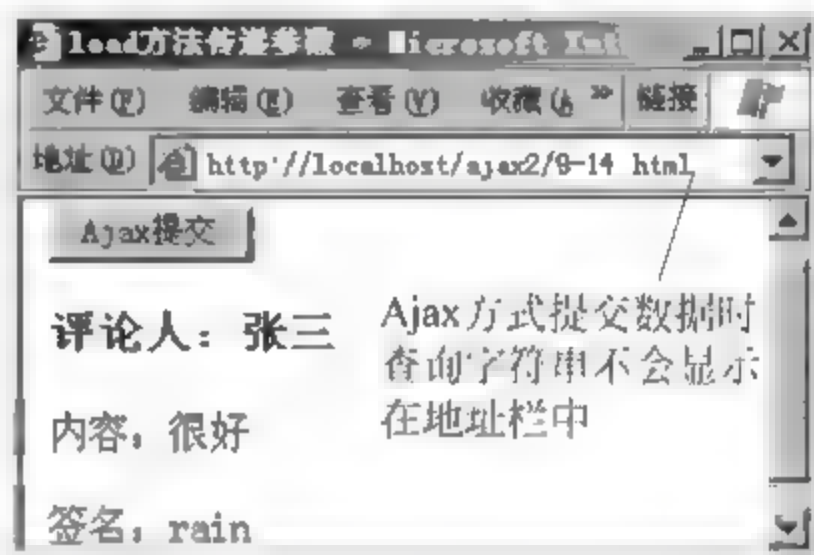 load方法传递参数 - Microsoft Int
文件(F) 编辑(E) 查看(V) 收藏(A » 链接
地址(D) http://localhost/ajax2/9-14 html
Ajax提交
评论人：张三
Ajax方式提交数据时
查询字符串不会显示
在地址栏中
内容，很好
签名，rain